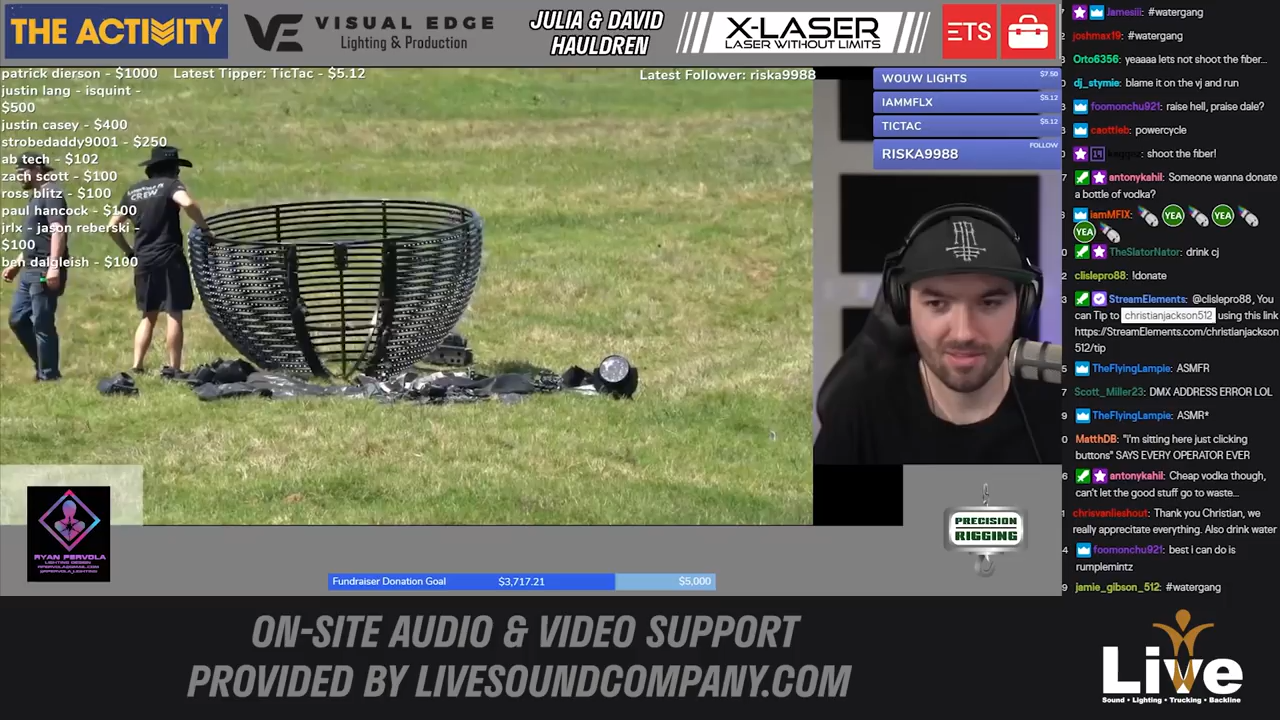 THE ACTIVITY
VE VISUAL EDGE
Lighting & Production
JULIA & DAVID
HAULDREN
X-LASER
LASER WITHOUT LIMITS
ETS
patrick dierson - $1000 Latest Tipper: TicTac - $5.12
Latest Follower: riska9988
justin lang - isquint -
$500
justin casey - $400
strobedaddy9001 - $250
ab tech - $102
zach scott - $100
ross blitz - $100
paul hancock - $100
jrlx - jason reberski -
$100
ben dalgleish - $100
CREW
WOUW LIGHTS $7.50
IAMMFLX $5.12
TICTAC $5.12
RISKA9988 FOLLOW
Jamesiii: #watergang
joshmax19: #watergang
Orto6356: yeaaaa lets not shoot the fiber...
dj_stymie: blame it on the vj and run
foomonchu921: raise hell, praise dale?
caottieb: powercycle
shoot the fiber!
antonykahil: Someone wanna donate
a bottle of vodka?
iamMFIX: YEA YEA
YEA
TheSlatorNator: drink cj
clislepro88: !donate
StreamElements: @clislepro88, You
can Tip to christianjackson512 using this link
https://StreamElements.com/christianjackson
512/tip
TheFlyingLampie: ASMFR
Scott_Miller23: DMX ADDRESS ERROR LOL
TheFlyingLampie: ASMR*
MatthDB: "I'm sitting here just clicking
buttons" SAYS EVERY OPERATOR EVER
antonykahil: Cheap vodka though,
can't let the good stuff go to waste...
chrisvanlieshout: Thank you Christian, we
really appreciate everything. Also drink water
foomonchu921: best i can do is
rumplemintz
jamie_gibson_512: #watergang
RYAN PERVOLA
LIGHTING DESIGN
PRECISION
RIGGING
Fundraiser Donation Goal $3,717.21 $5,000
ON-SITE AUDIO & VIDEO SUPPORT
PROVIDED BY LIVESOUNDCOMPANY.COM
Live
Sound • Lighting • Trucking • Backline